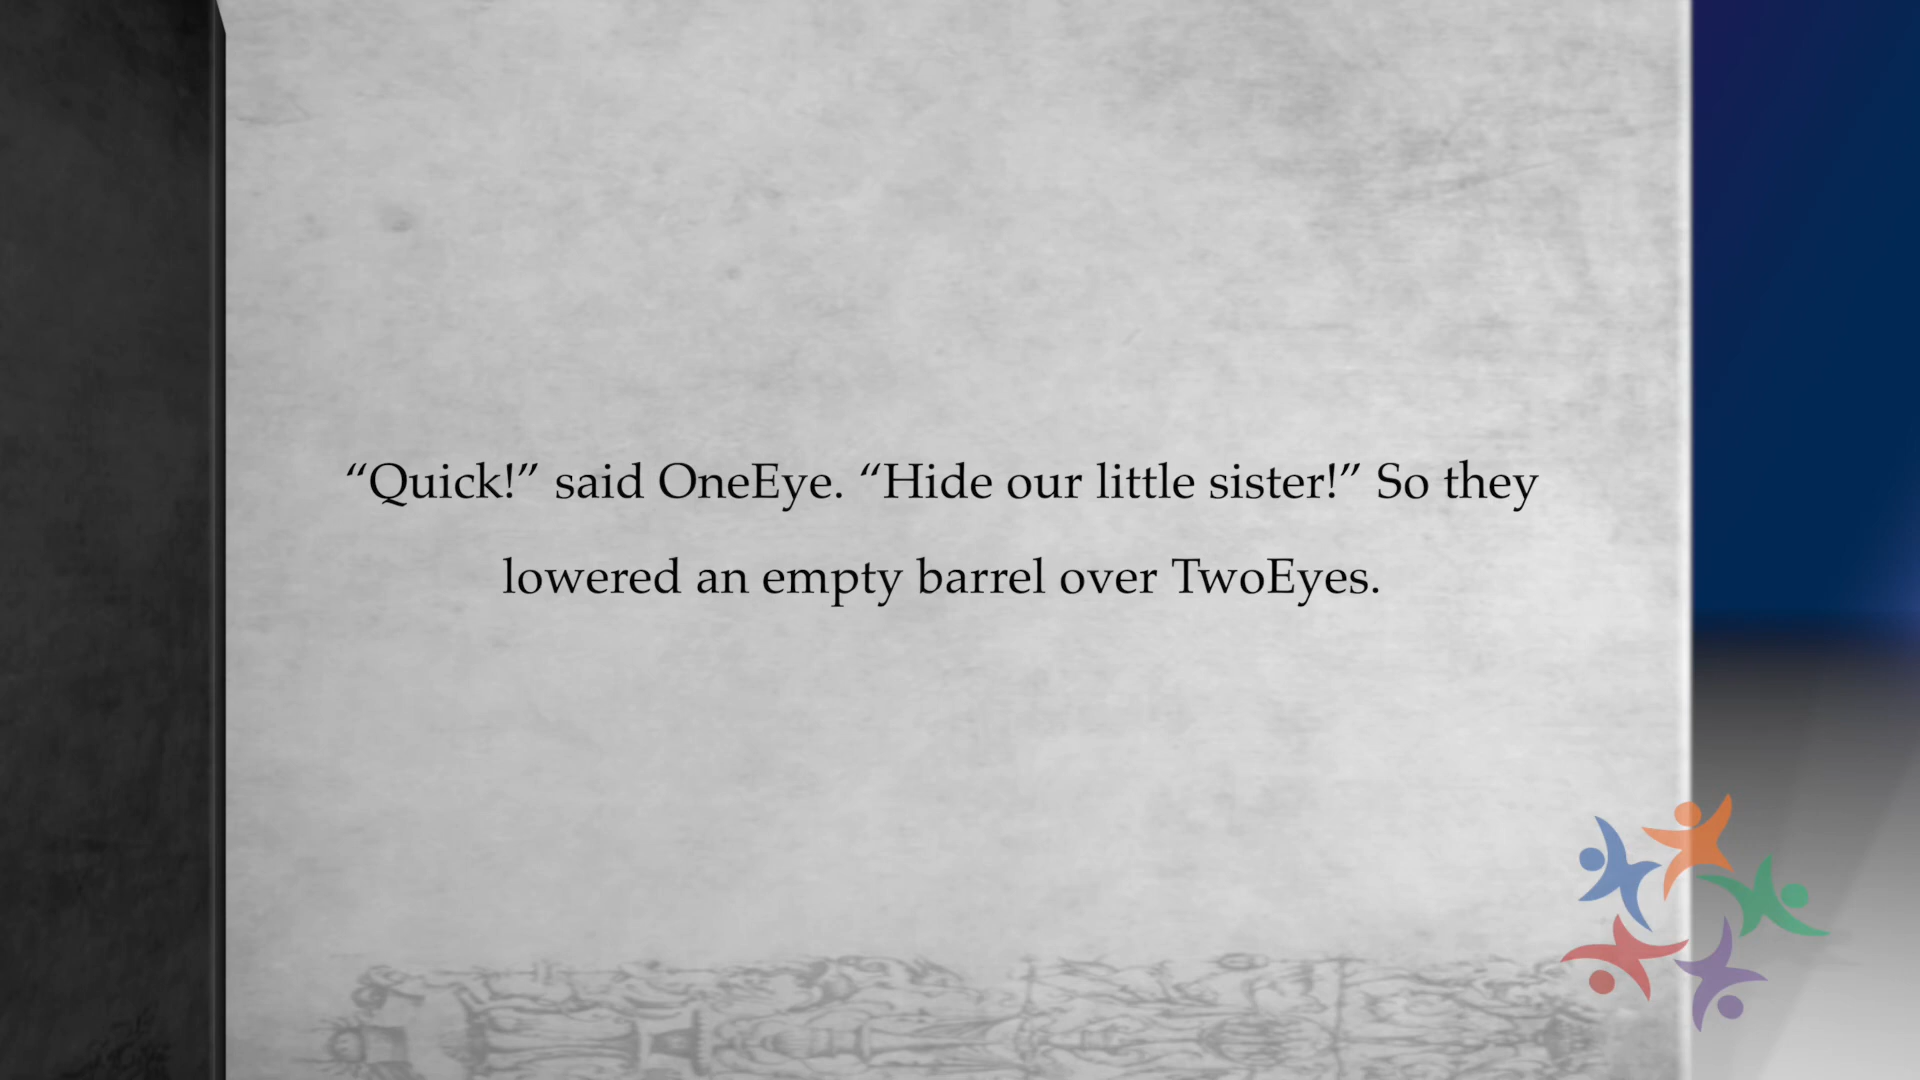 “Quick!” said OneEye. “Hide our little sister!” So they
lowered an empty barrel over TwoEyes.